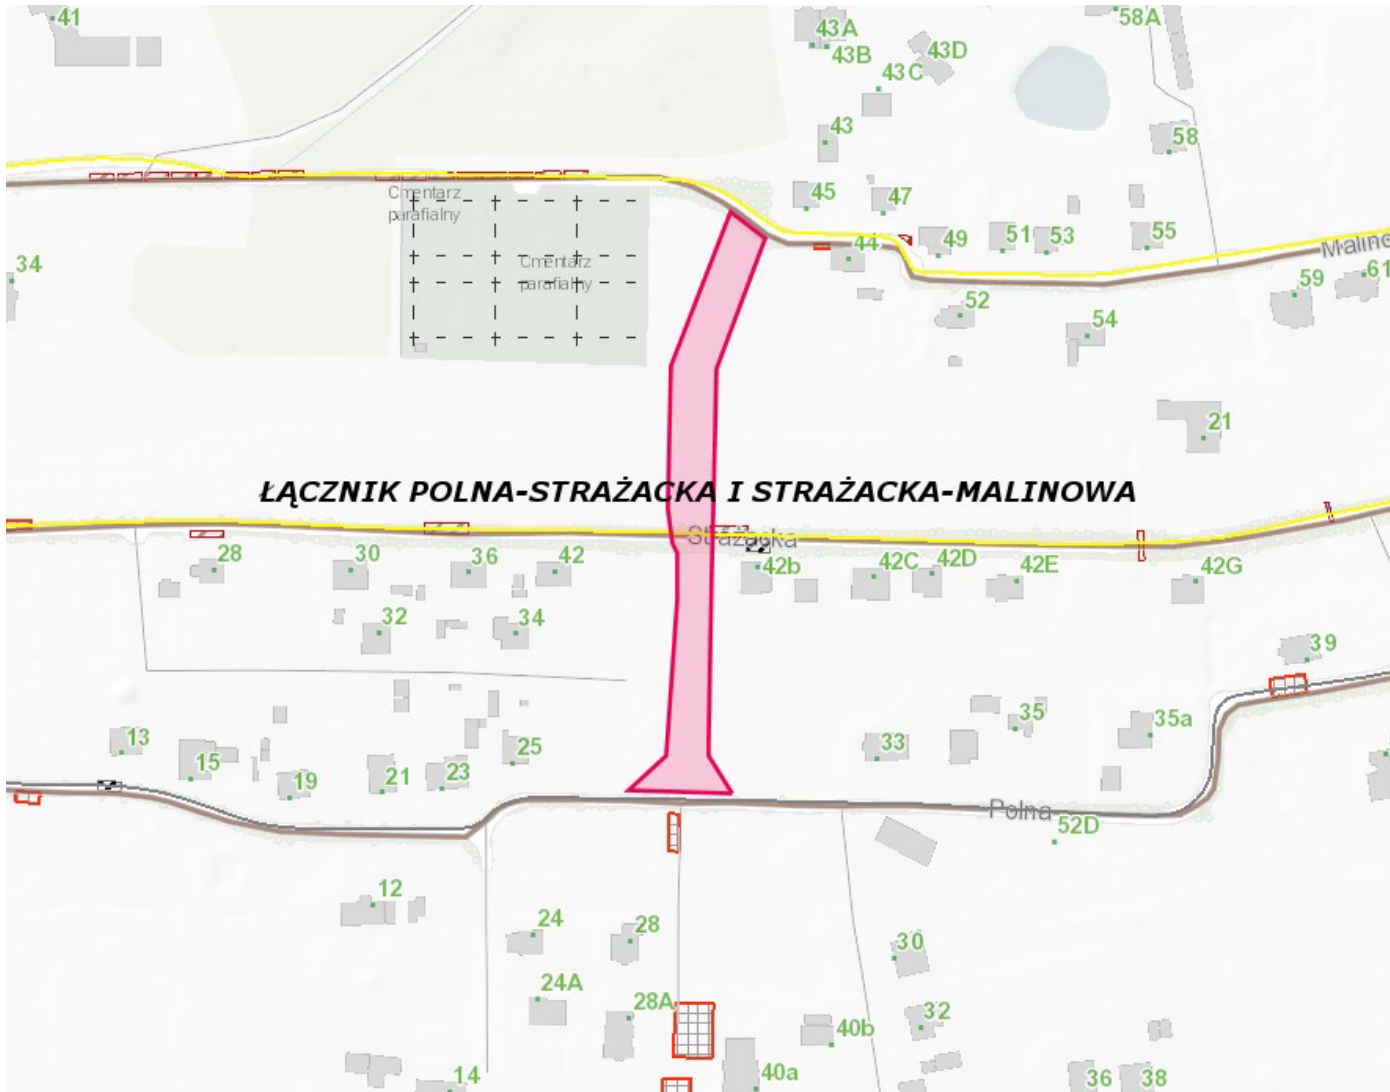 41
43A
58A
43B
43D
43C
43
58
Cmentarz
parafialny
45
47
44
49
51
53
55
Malino
34
Cmentarz
parafialny
59
61
52
54
21
ŁĄCZNIK POLNA-STRAŻACKA I STRAŻACKA-MALINOWA
Strażacka
28
30
36
42
42b
42C
42D
42E
42G
32
34
39
13
15
19
21
23
25
33
35
35a
Polna
52D
12
24
28
30
24A
28A
32
40b
14
40a
36
38